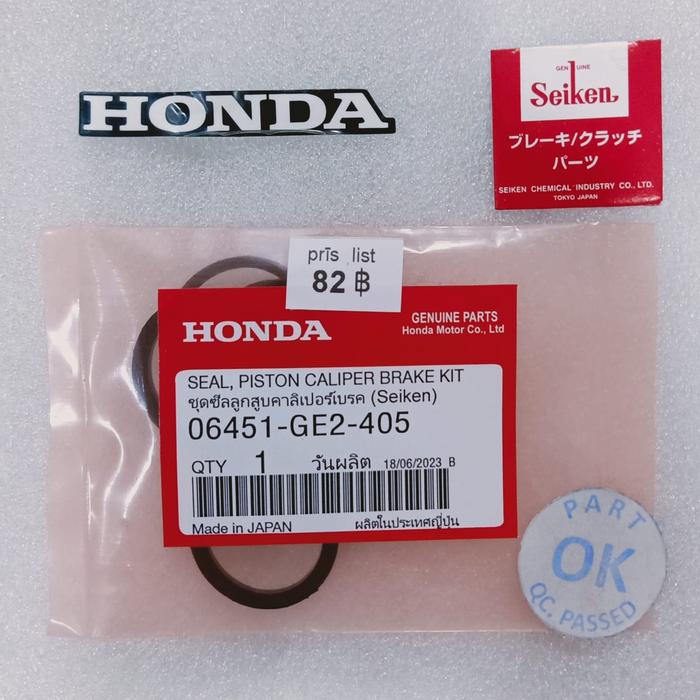 HONDA
GENUINE
Seiken
ブレーキ/クラッチ
パーツ
SEIKEN CHEMICAL INDUSTRY CO., LTD.
TOKYO JAPAN
prīs list
82 ฿
HONDA
GENUINE PARTS
Honda Motor Co., Ltd
SEAL, PISTON CALIPER BRAKE KIT
ชุดซีลลูกสูบคาลิเปอร์เบรค (Seiken)
06451-GE2-405
QTY 1 วันผลิต 18/06/2023 B
Made in JAPAN ผลิตในประเทศญี่ปุ่น
PART
OK
QC. PASSED